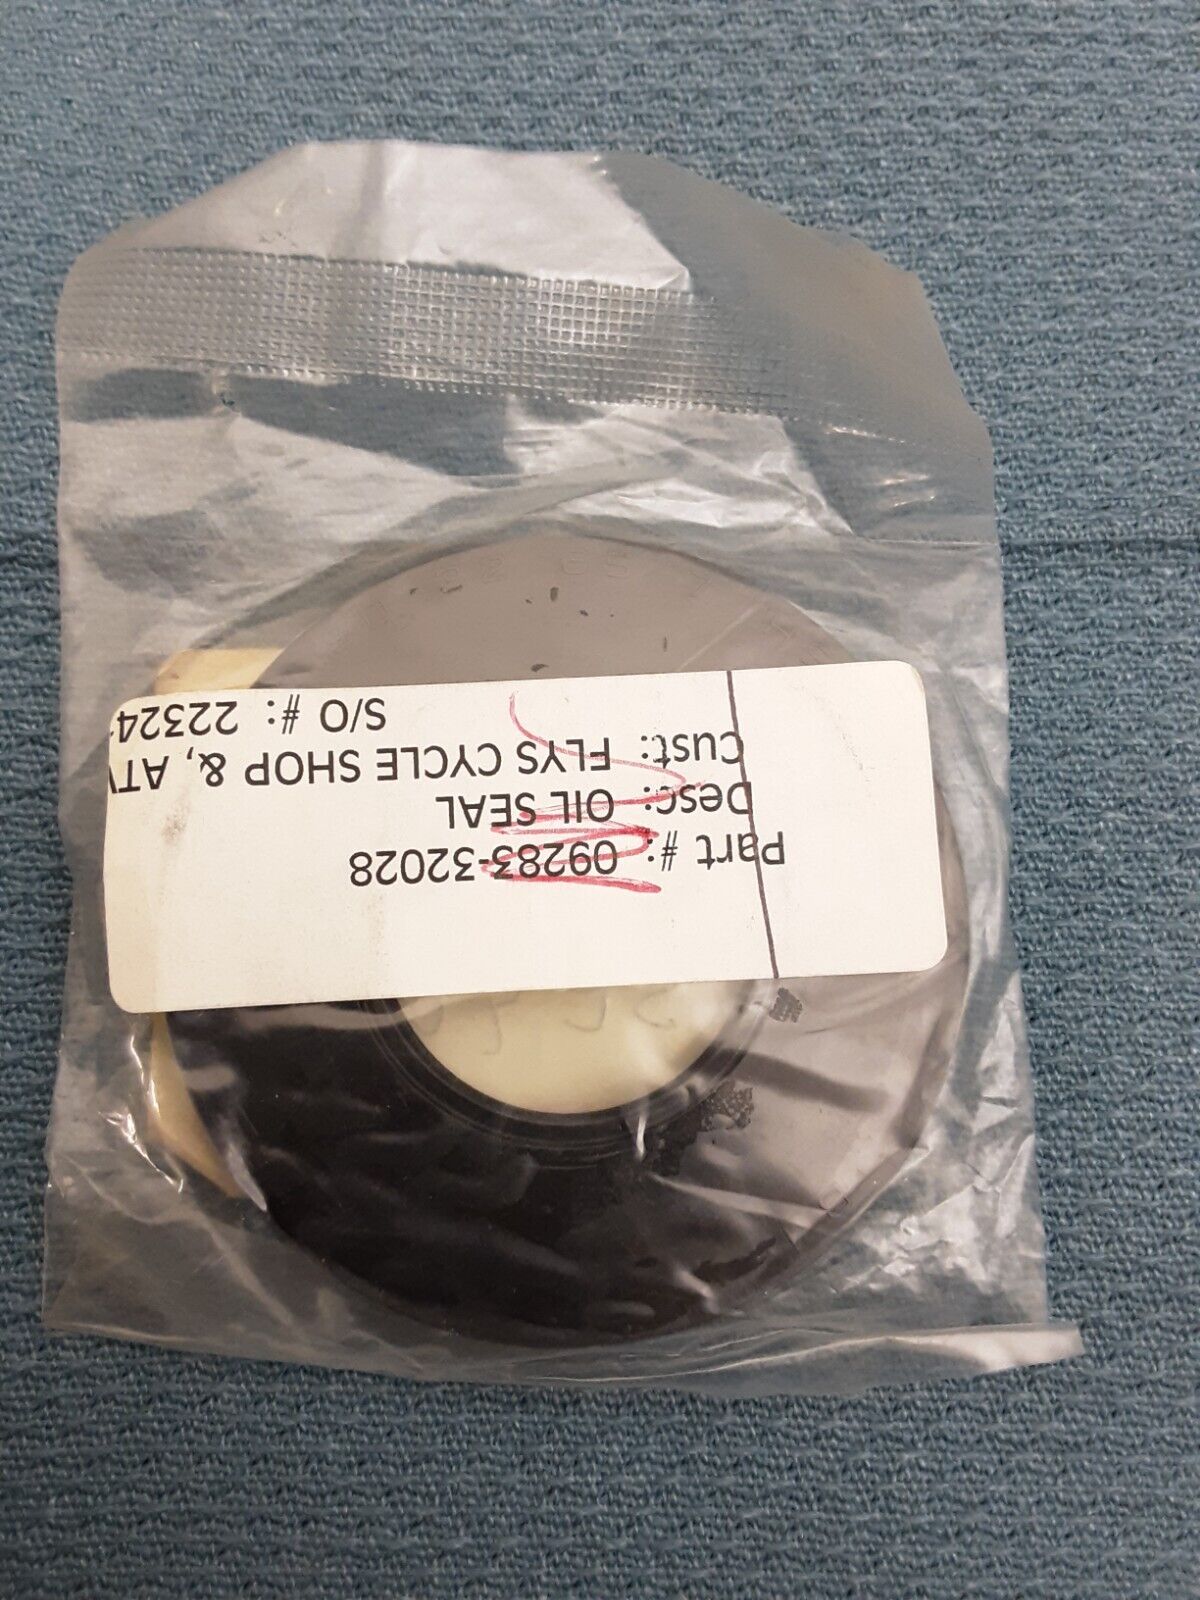 Part #: 09283-32028
Desc: OIL SEAL
Cust: FLYS CYCLE SHOP &, ATV
S/O #: 22324